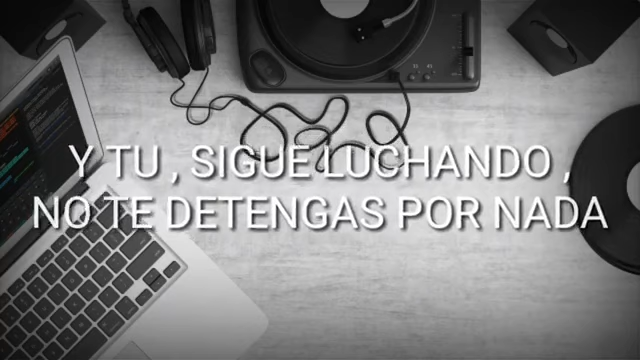 Y TU , SIGUE LUCHANDO ,
NO TE DETENGAS POR NADA